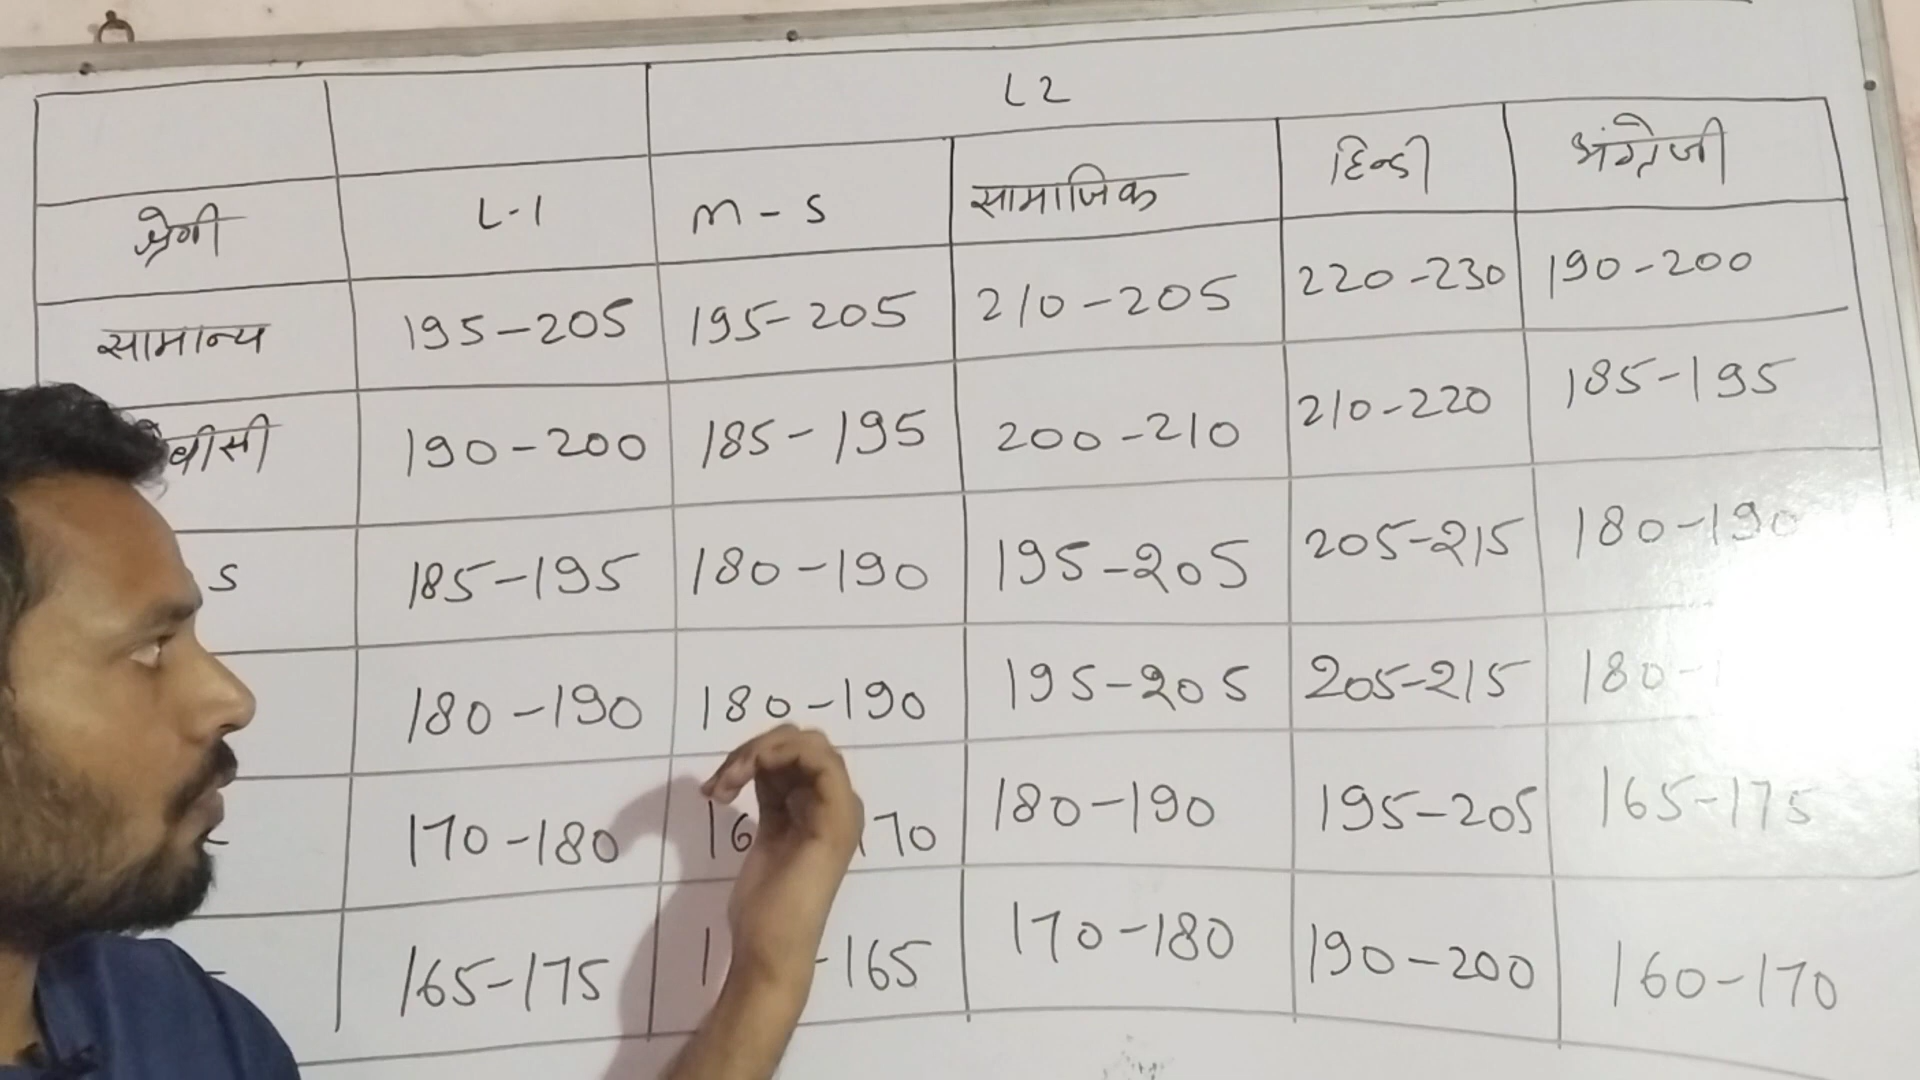 L2
श्रेणी L-1 M-S सामाजिक हिन्दी अंग्रेजी
सामान्य 195-205 195-205 210-205 220-230 190-200
बीसी 190-200 185-195 200-210 210-220 185-195
S 185-195 180-190 195-205 205-215 180-190
180-190 180-190 195-205 205-215 180-
170-180 180-190 195-205 165-175
165-175 -165 170-180 190-200 160-170